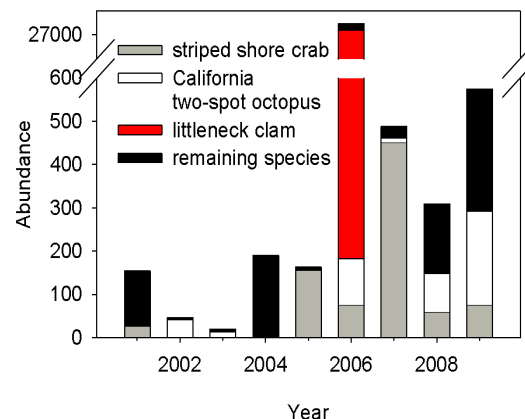 27000
600
500
400
300
200
100
0
Abundance
striped shore crab
California
two-spot octopus
littleneck clam
remaining species
2002 2004 2006 2008
Year